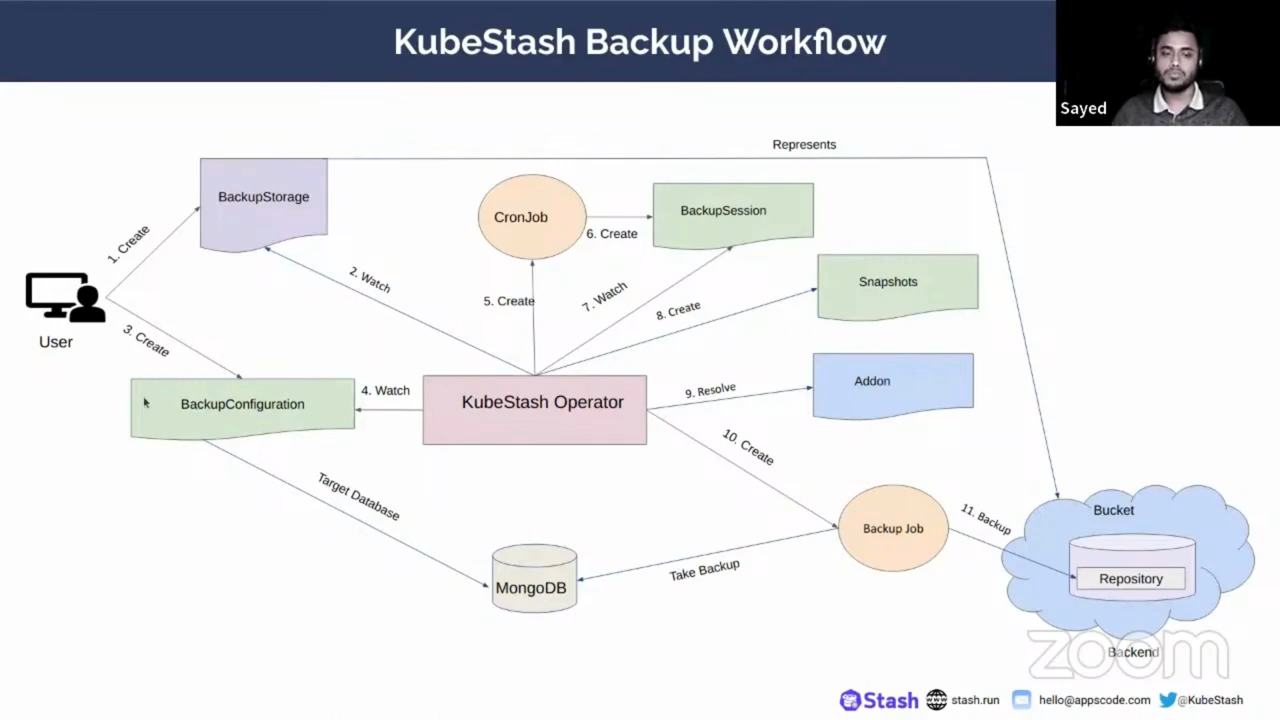 KubeStash Backup Workflow
Sayed
Represents
BackupStorage
CronJob
BackupSession
6. Create
1. Create
2. Watch
5. Create
7. Watch
8. Create
Snapshots
User
3. Create
4. Watch
9. Resolve
Addon
BackupConfiguration
KubeStash Operator
10. Create
Target Database
11. Backup
Bucket
Backup Job
Take Backup
MongoDB
Repository
zoom
Backend
Stash stash.run hello@appscode.com @KubeStash